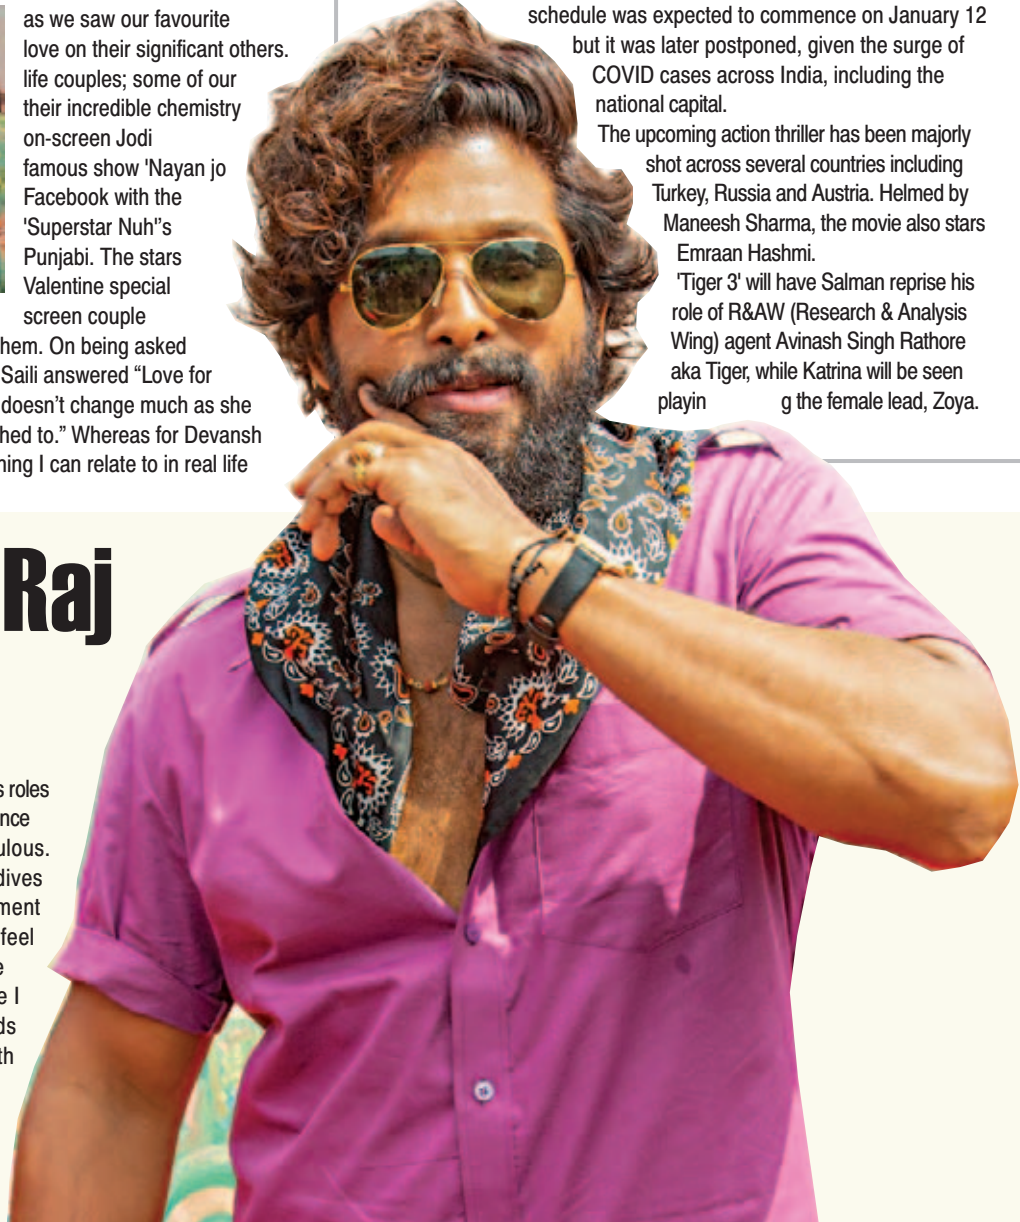 as we saw our favourite
love on their significant others.
life couples; some of our
their incredible chemistry
on-screen Jodi
famous show 'Nayan jo
Facebook with the
'Superstar Nuh''s
Punjabi. The stars
Valentine special
screen couple
hem. On being asked
Saili answered “Love for
doesn’t change much as she
hed to.” Whereas for Devansh
ning I can relate to in real life
schedule was expected to commence on January 12
but it was later postponed, given the surge of
COVID cases across India, including the
national capital.
The upcoming action thriller has been majorly
shot across several countries including
Turkey, Russia and Austria. Helmed by
Maneesh Sharma, the movie also stars
Emraan Hashmi.
'Tiger 3' will have Salman reprise his
role of R&AW (Research & Analysis
Wing) agent Avinash Singh Rathore
aka Tiger, while Katrina will be seen
playin g the female lead, Zoya.
Raj
s roles
nce
ulous.
dives
ment
feel
e
e I
ds
th